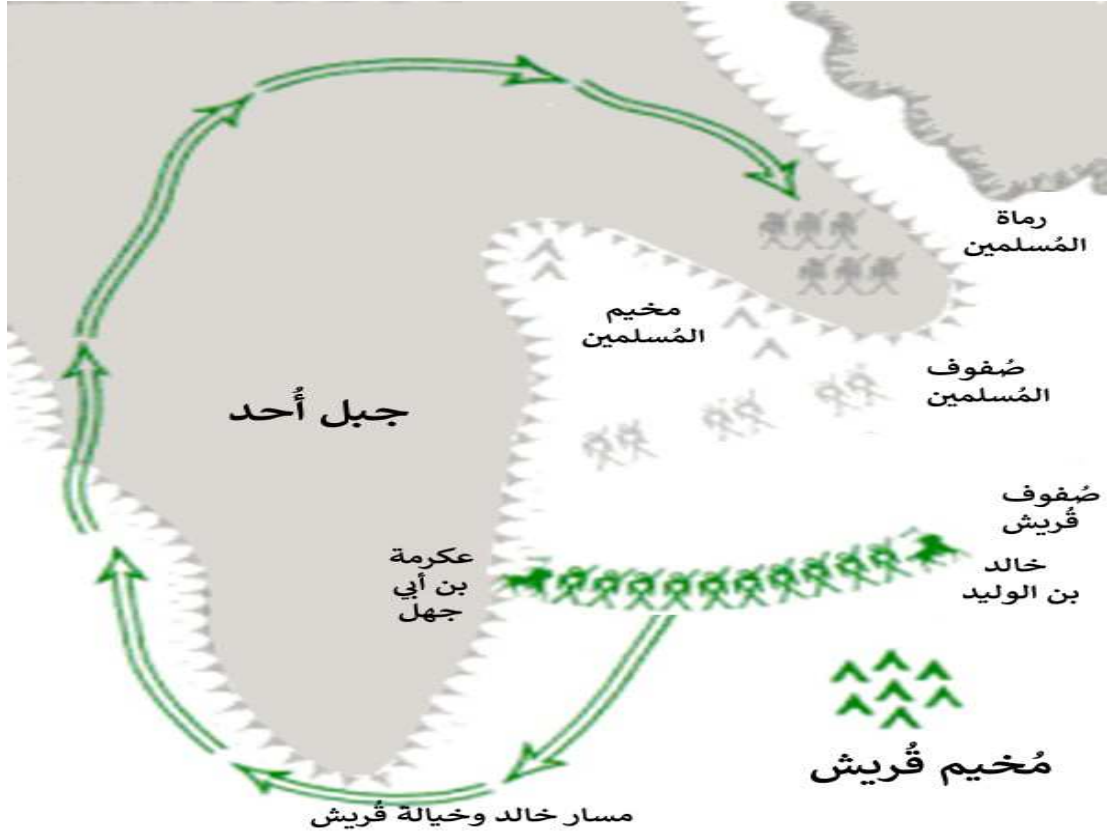 رماة
المُسلمين
مخيم
المُسلمين
صُفوف
المُسلمين
جبل أُحد
صُفوف
قُريش
عكرمة
بن أبي
جهل
خالد
بن الوليد
مُخيم قُريش
مسار خالد وخيالة قُريش